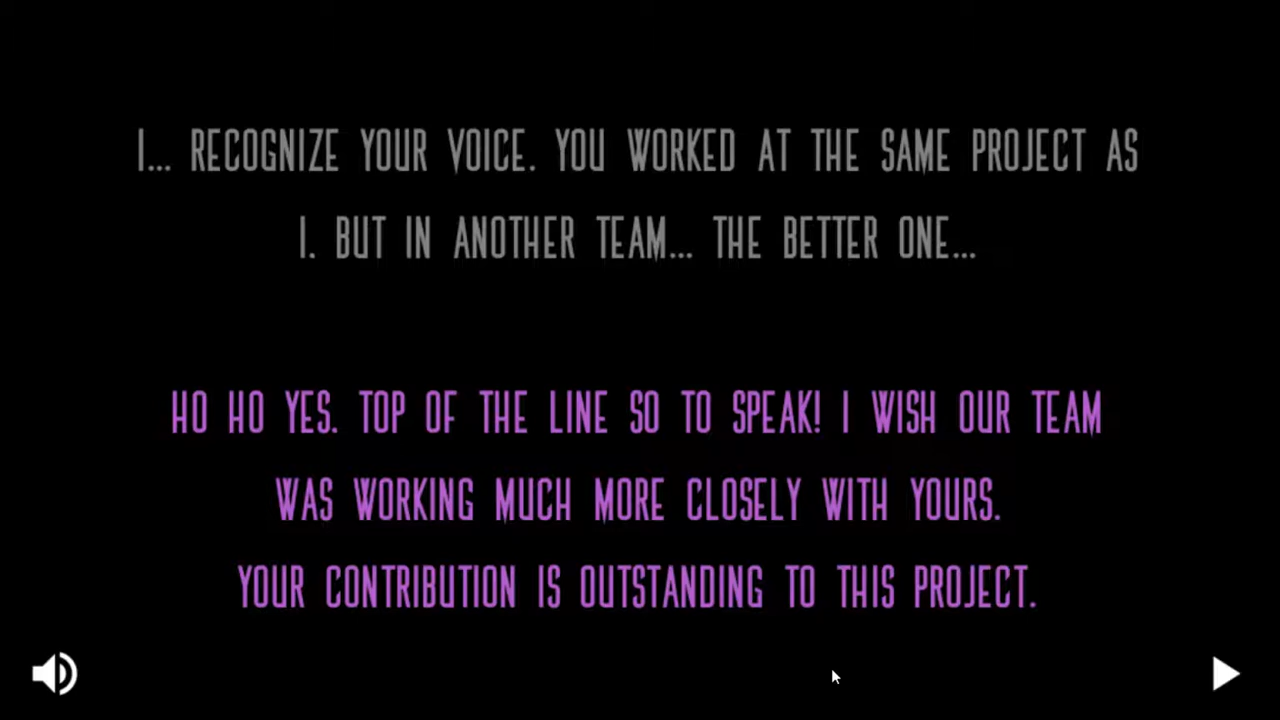 I... RECOGNIZE YOUR VOICE. YOU WORKED AT THE SAME PROJECT AS
I. BUT IN ANOTHER TEAM... THE BETTER ONE...
HO HO YES. TOP OF THE LINE SO TO SPEAK! I WISH OUR TEAM
WAS WORKING MUCH MORE CLOSELY WITH YOURS.
YOUR CONTRIBUTION IS OUTSTANDING TO THIS PROJECT.